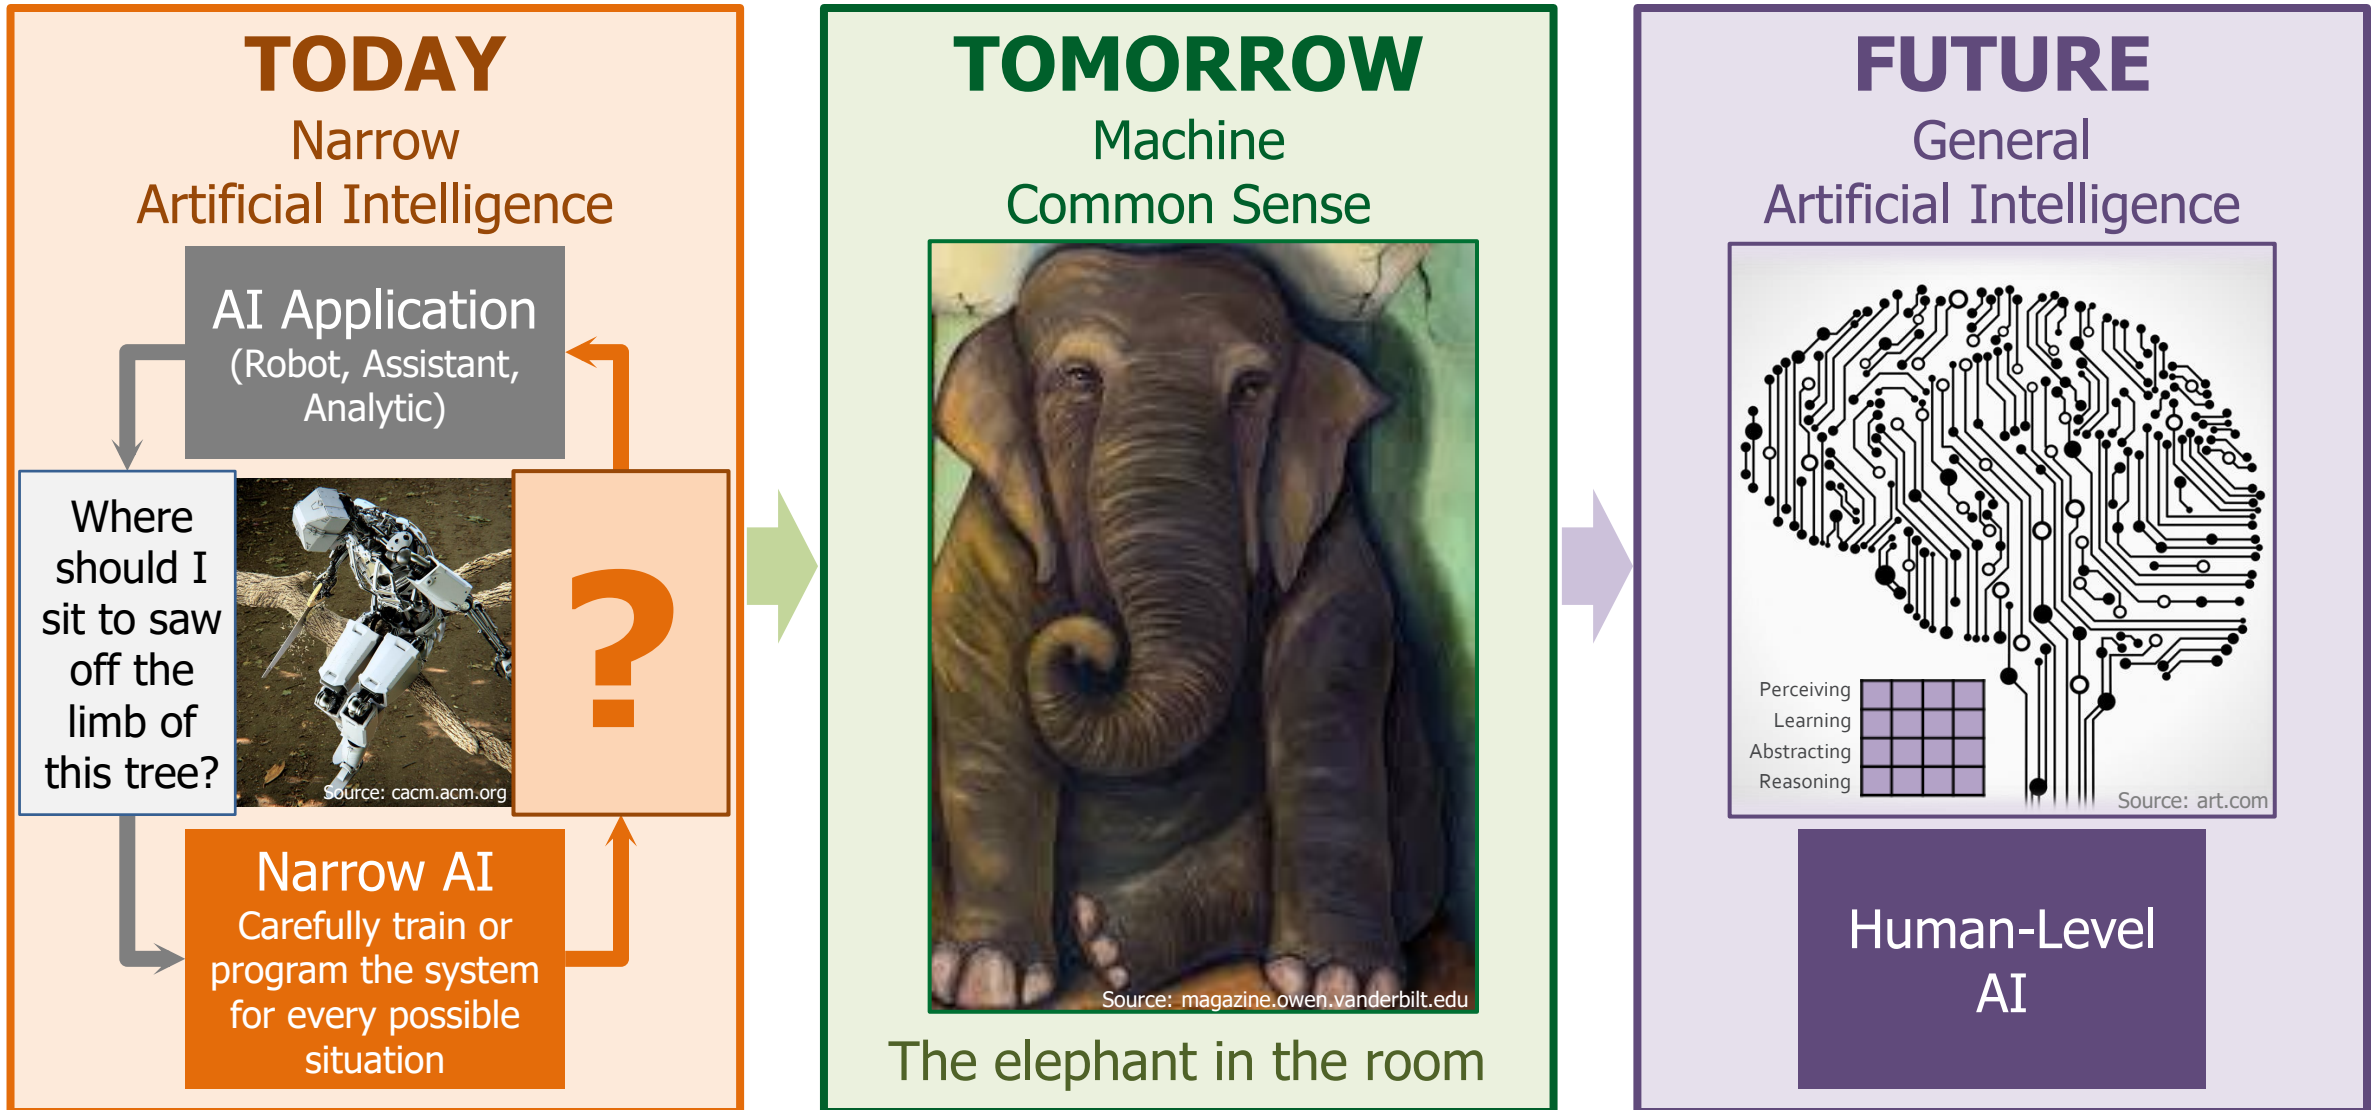 TODAY
Narrow
Artificial Intelligence
AI Application
(Robot, Assistant,
Analytic)
Where
should I
sit to saw
off the
limb of
this tree?
Source: cacm.acm.org
?
Narrow AI
Carefully train or
program the system
for every possible
situation
TOMORROW
Machine
Common Sense
Source: magazine.owen.vanderbilt.edu
The elephant in the room
FUTURE
General
Artificial Intelligence
Perceiving
Learning
Abstracting
Reasoning
Source: art.com
Human-Level
AI